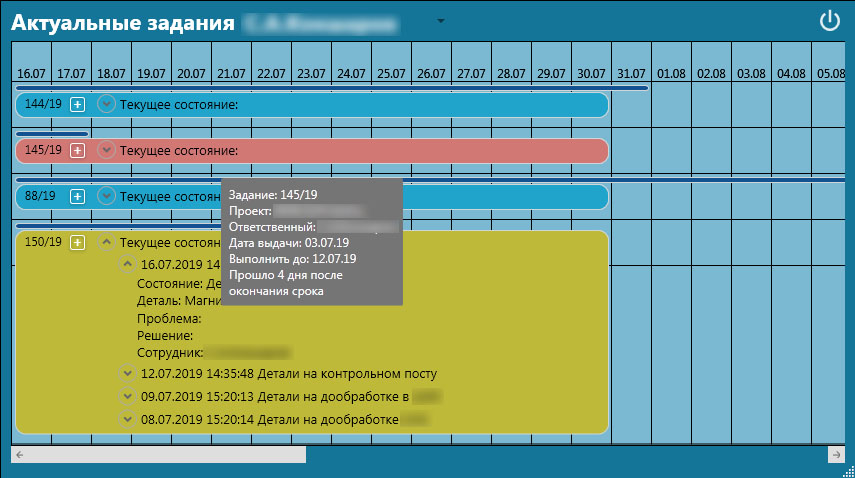 Актуальные задания
16.07 17.07 18.07 19.07 20.07 21.07 22.07 23.07 24.07 25.07 26.07 27.07 28.07 29.07 30.07 31.07 01.08 02.08 03.08 04.08 05.08
144/19 + Текущее состояние:
145/19 + Текущее состояние:
88/19 + Текущее состоян
Задание: 145/19
Проект:
Ответственный:
Дата выдачи: 03.07.19
Выполнить до: 12.07.19
Прошло 4 дня после
окончания срока
150/19 + Текущее состоян
16.07.2019 14
Состояние: Де
Деталь: Магни
Проблема:
Решение:
Сотрудник:
12.07.2019 14:35:48 Детали на контрольном посту
09.07.2019 15:20:13 Детали на дообработке в
08.07.2019 15:20:14 Детали на дообработке